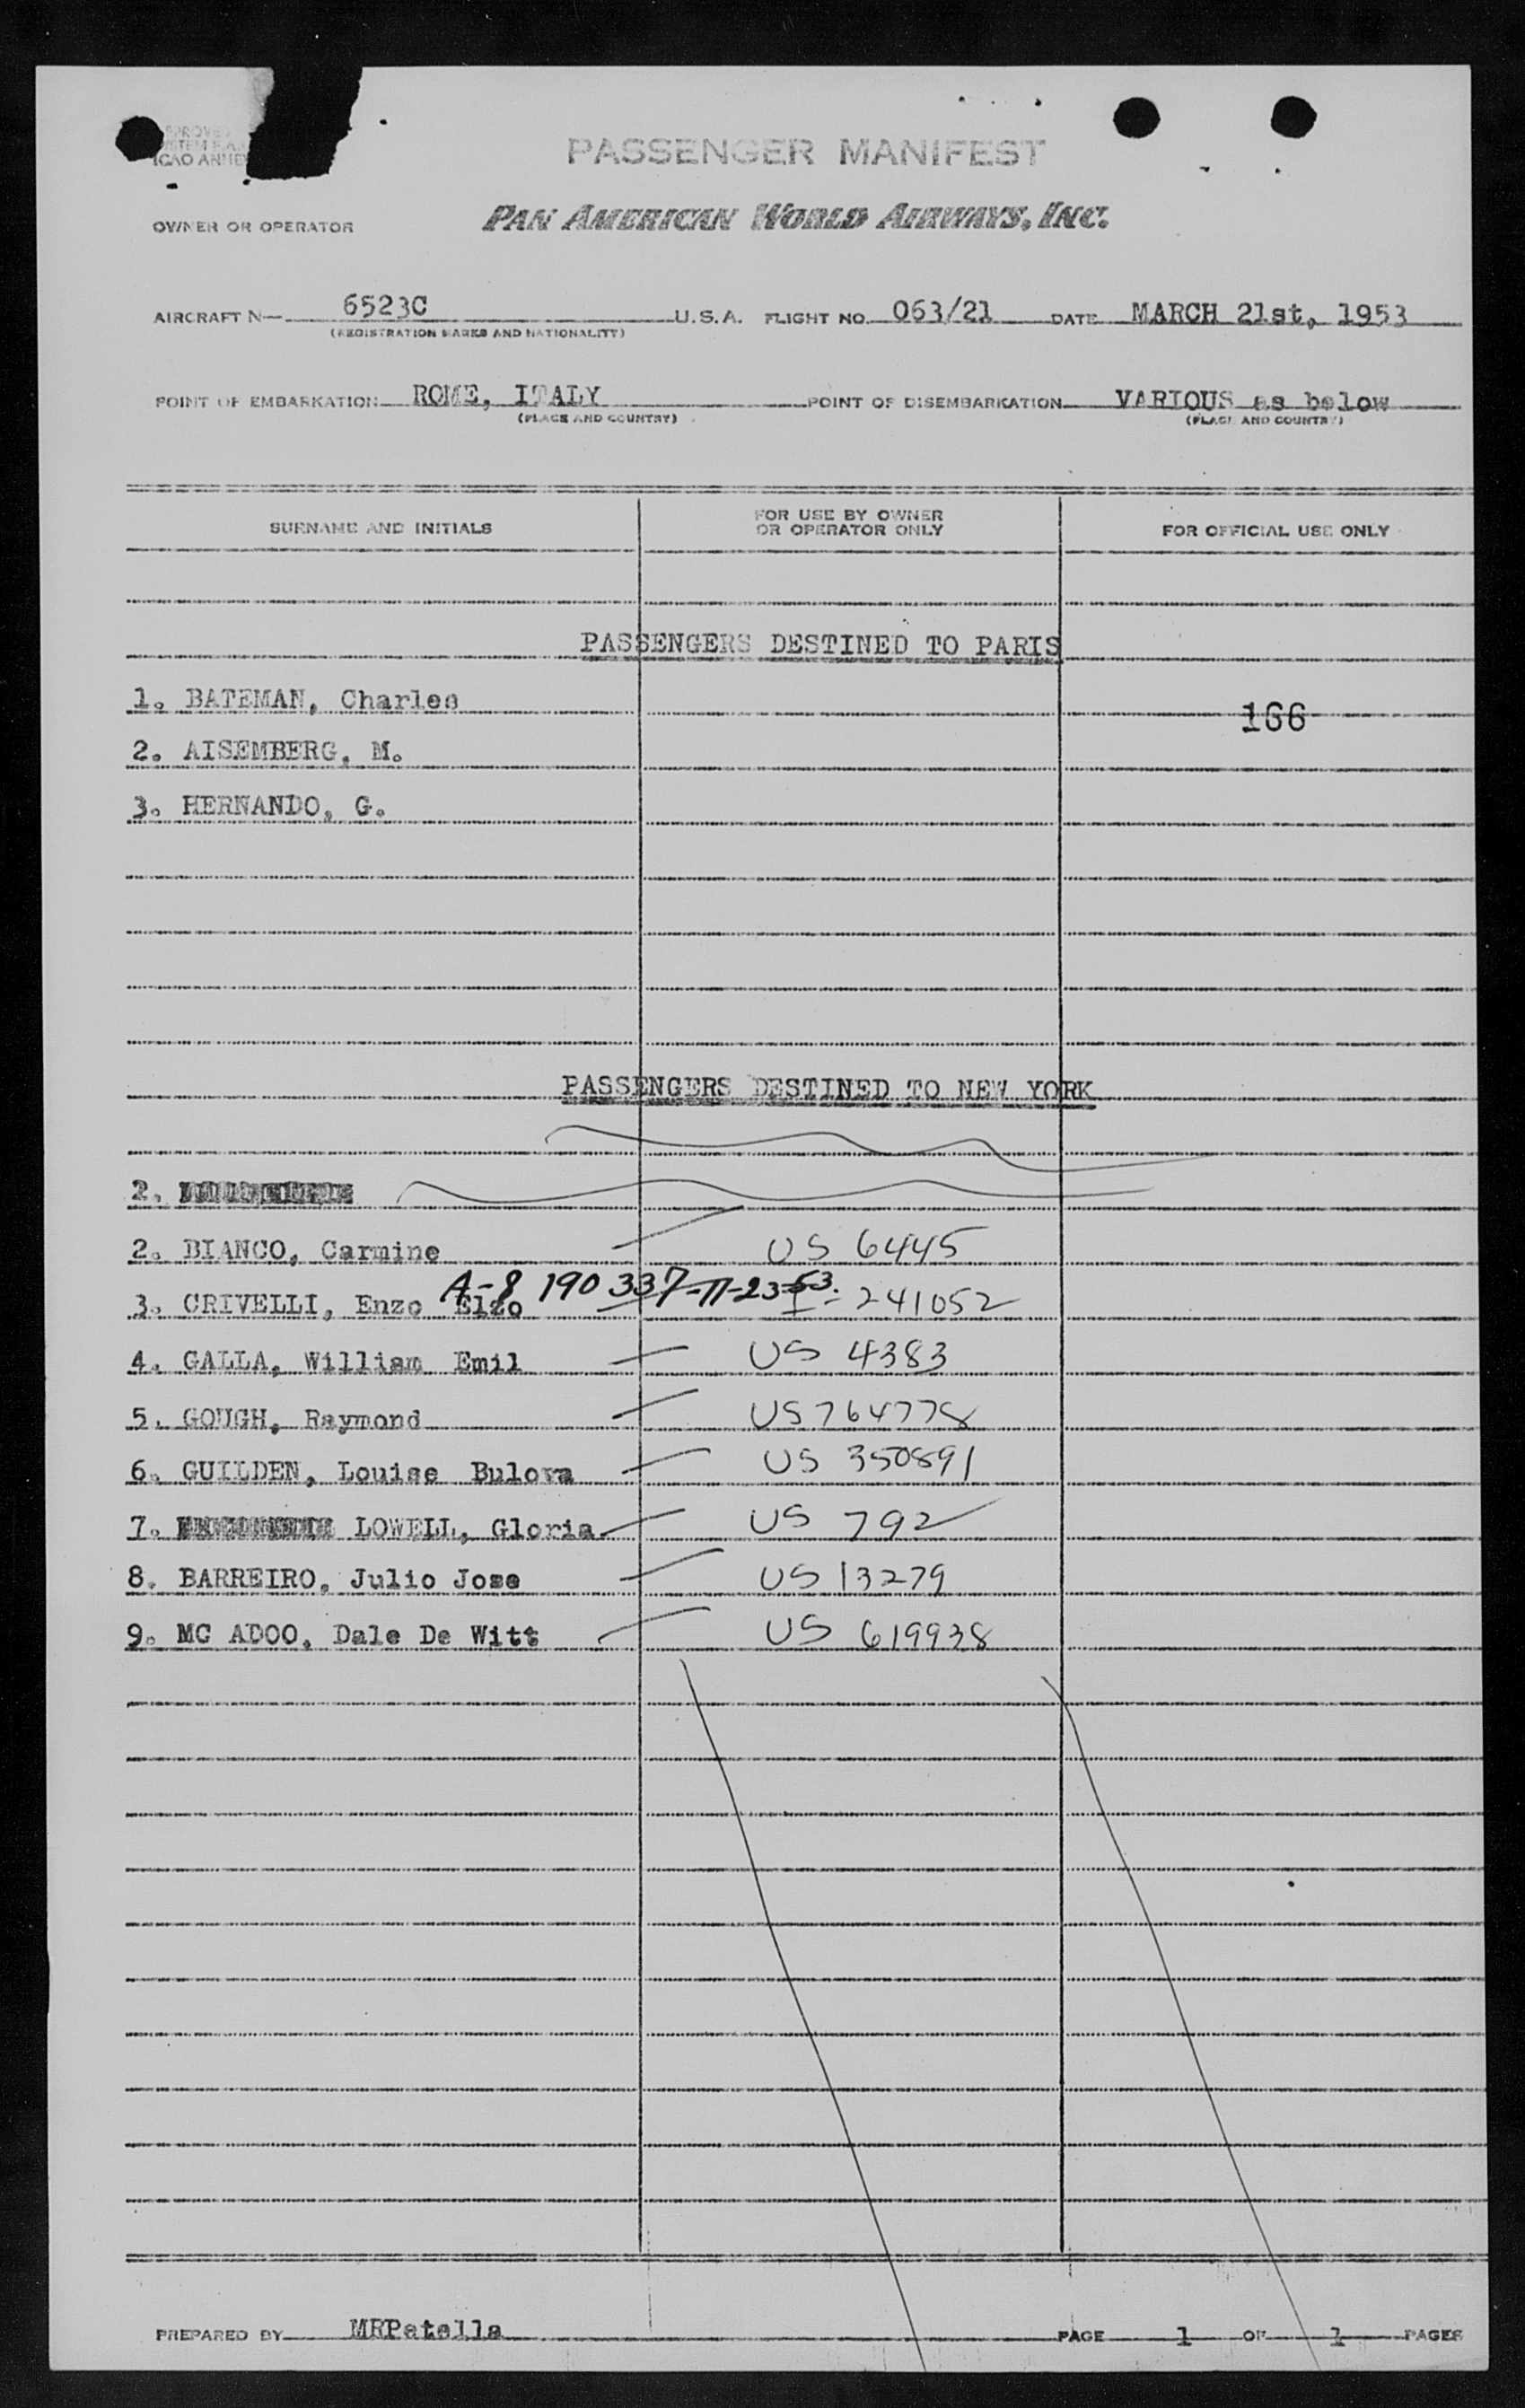 ICAO ANNE
PASSENGER MANIFEST
OWNER OR OPERATOR PAN AMERICAN WORLD AIRWAYS, INC.
AIRCRAFT N— 6523C U.S.A. FLIGHT NO. 063/21 DATE MARCH 21st, 1953
(REGISTRATION MARKS AND NATIONALITY)
POINT OF EMBARKATION ROME, ITALY POINT OF DISEMBARKATION VARIOUS as below
(PLACE AND COUNTRY) (PLACE AND COUNTRY)
SURNAME AND INITIALS FOR USE BY OWNER OR OPERATOR ONLY FOR OFFICIAL USE ONLY
PASSENGERS DESTINED TO PARIS
1. BATEMAN, Charles 166
2. AISEMBERG, M.
3. HERNANDO, G.
PASSENGERS DESTINED TO NEW YORK
2.
2. BIANCO, Carmine US 6445
A-8 190 337-11-23-53.
3. CRIVELLI, Enzo Elzo I- 241052
4. GALLA, William Emil US 4383
5. GOUGH, Raymond US 764778
6. GUILDEN, Louise Bulova US 350891
7. LOWELL, Gloria US 792
8. BARREIRO, Julio Jose US 13279
9. MC ADOO, Dale De Witt US 619938
PREPARED BY MRPatella PAGE 1 OF 1 PAGES